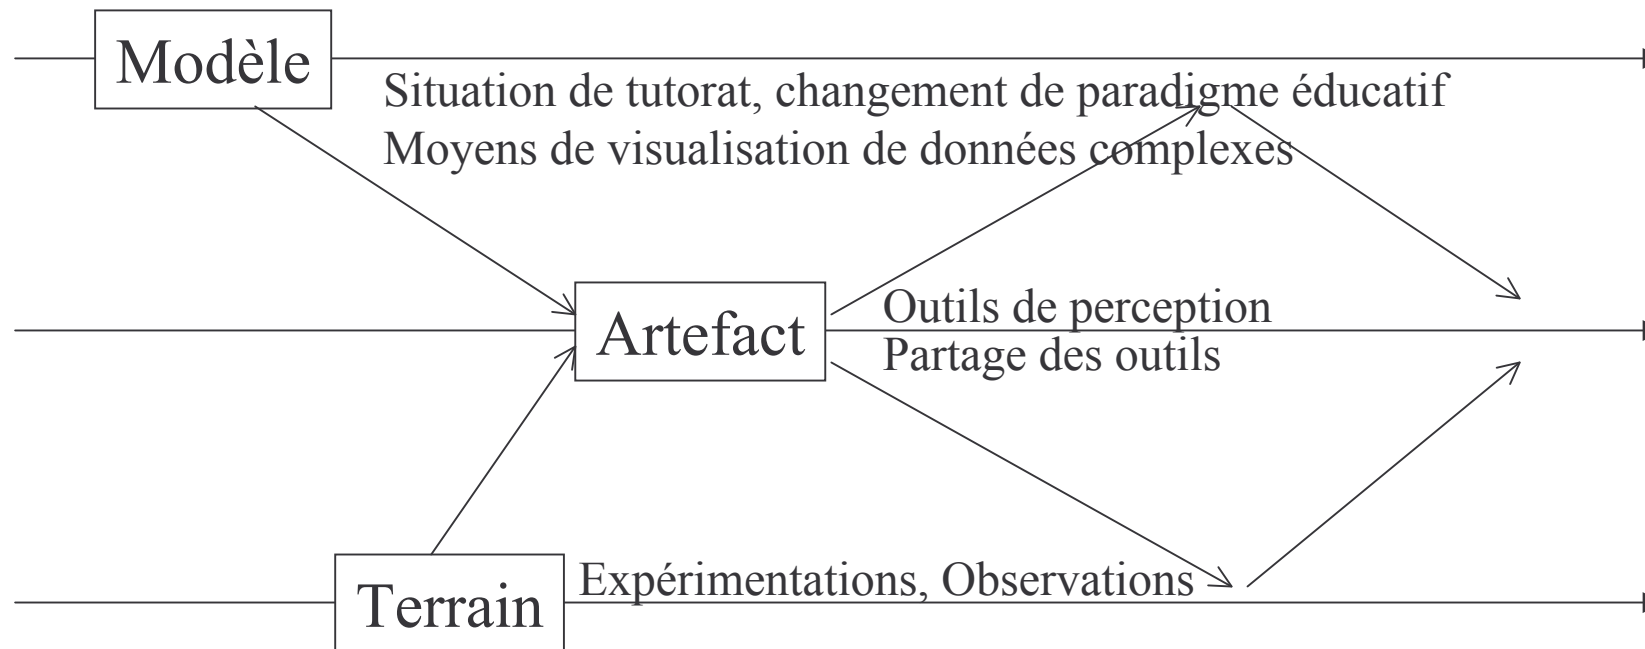 Modèle
Situation de tutorat, changement de paradigme éducatif
Moyens de visualisation de données complexes
Artefact
Outils de perception
Partage des outils
Terrain
Expérimentations, Observations